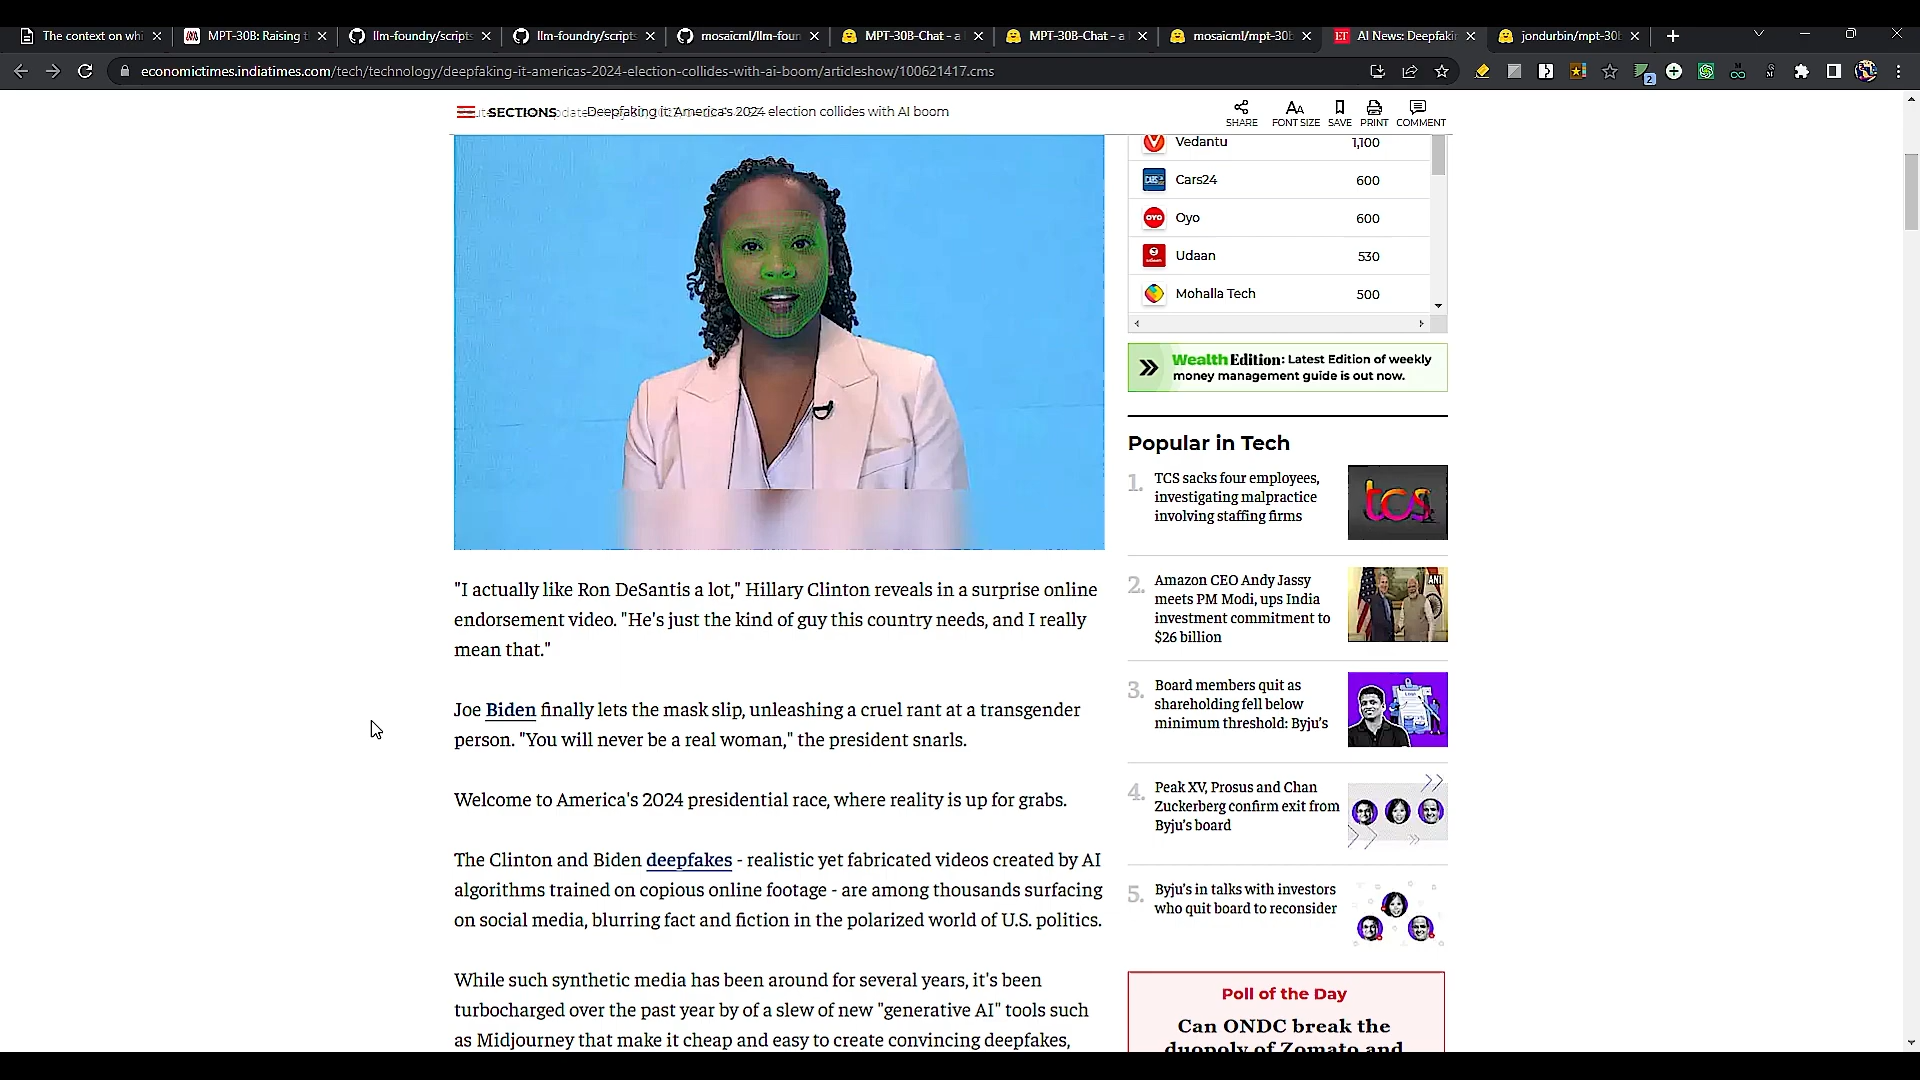 The context on whi
MPT-30B: Raising t
llm-foundry/scripts
llm-foundry/scripts
mosaicml/llm-foun
MPT-30B-Chat - a
MPT-30B-Chat - a
mosaicml/mpt-30b
AI News: Deepfakin
jondurbin/mpt-30b
economictimes.indiatimes.com/tech/technology/deepfaking-it-americas-2024-election-collides-with-ai-boom/articleshow/100621417.cms
2
SECTIONS
Deepfaking it: America's 2024 election collides with AI boom
SHARE
FONT SIZE
SAVE
PRINT
COMMENT
Vedantu 1,100
Cars24 600
Oyo 600
Udaan 530
Mohalla Tech 500
Wealth Edition: Latest Edition of weekly
money management guide is out now.
"I actually like Ron DeSantis a lot," Hillary Clinton reveals in a surprise online
endorsement video. "He's just the kind of guy this country needs, and I really
mean that."
Joe Biden finally lets the mask slip, unleashing a cruel rant at a transgender
person. "You will never be a real woman," the president snarls.
Welcome to America's 2024 presidential race, where reality is up for grabs.
The Clinton and Biden deepfakes - realistic yet fabricated videos created by AI
algorithms trained on copious online footage - are among thousands surfacing
on social media, blurring fact and fiction in the polarized world of U.S. politics.
While such synthetic media has been around for several years, it's been
turbocharged over the past year by of a slew of new "generative AI" tools such
as Midjourney that make it cheap and easy to create convincing deepfakes,
Popular in Tech
1. TCS sacks four employees,
investigating malpractice
involving staffing firms
tcs
2. Amazon CEO Andy Jassy
meets PM Modi, ups India
investment commitment to
$26 billion
ANI
3. Board members quit as
shareholding fell below
minimum threshold: Byju's
4. Peak XV, Prosus and Chan
Zuckerberg confirm exit from
Byju's board
5. Byju's in talks with investors
who quit board to reconsider
Poll of the Day
Can ONDC break the
duopoly of Zomato and